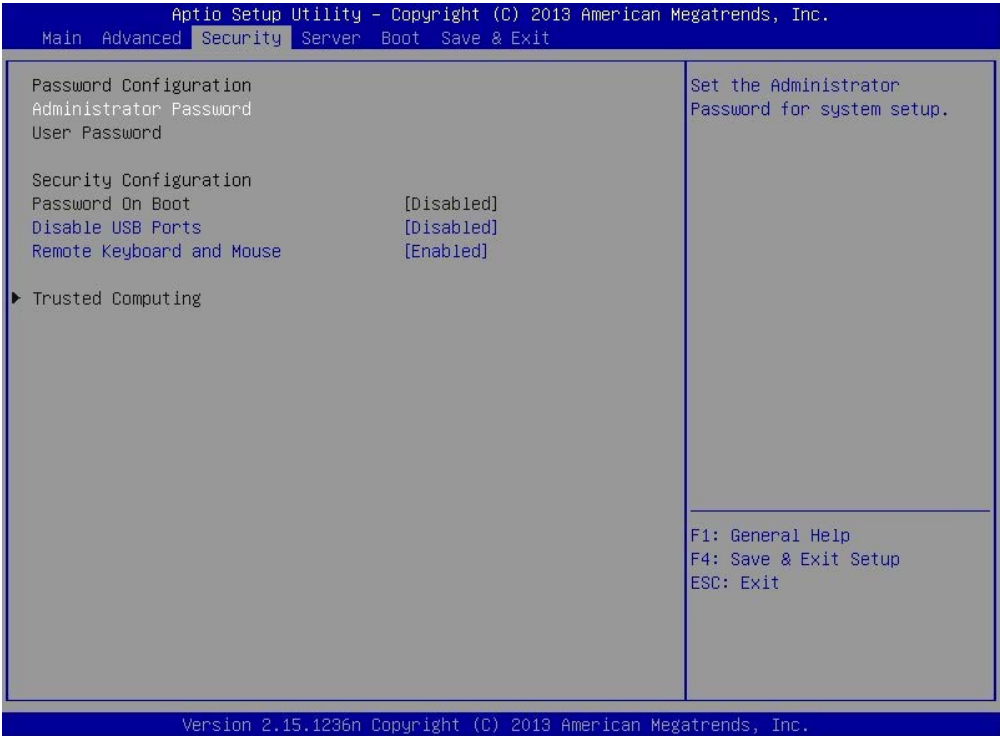 Aptio Setup Utility – Copyright (C) 2013 American Megatrends, Inc.
Main Advanced Security Server Boot Save & Exit
Password Configuration
Administrator Password
User Password
Security Configuration
Password On Boot [Disabled]
Disable USB Ports [Disabled]
Remote Keyboard and Mouse [Enabled]
Trusted Computing
Set the Administrator
Password for system setup.
F1: General Help
F4: Save & Exit Setup
ESC: Exit
Version 2.15.1236n Copyright (C) 2013 American Megatrends, Inc.